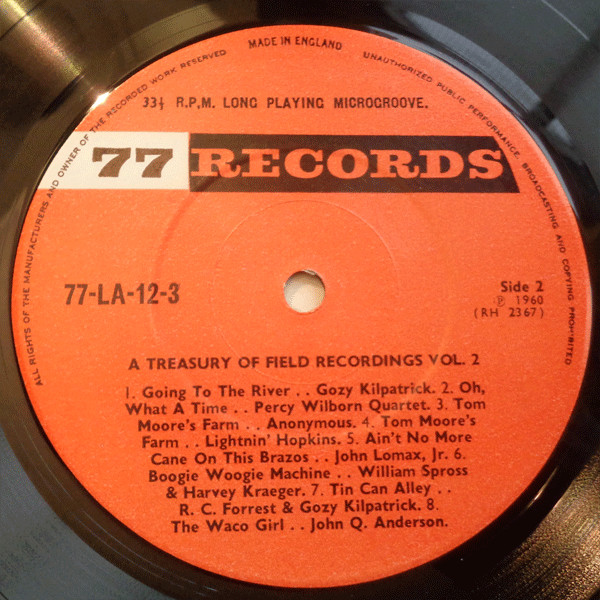 MADE IN ENGLAND
ALL RIGHTS OF THE MANUFACTURERS AND OWNER OF THE RECORDED WORK RESERVED
UNAUTHORIZED PUBLIC PERFORMANCE, BROADCASTING AND COPYING PROHIBITED
33⅓ R.P.M. LONG PLAYING MICROGROOVE.
77 RECORDS
77-LA-12-3
Side 2
Ⓟ 1960
(RH 2367)
A TREASURY OF FIELD RECORDINGS VOL. 2
1. Going To The River . . Gozy Kilpatrick. 2. Oh,
What A Time . . Percy Wilborn Quartet. 3. Tom
Moore's Farm . . Anonymous. 4. Tom Moore's
Farm . . Lightnin' Hopkins. 5. Ain't No More
Cane On This Brazos . . John Lomax, Jr. 6.
Boogie Woogie Machine . . William Spross
& Harvey Kraeger. 7. Tin Can Alley . .
R. C. Forrest & Gozy Kilpatrick. 8.
The Waco Girl . . John Q. Anderson.